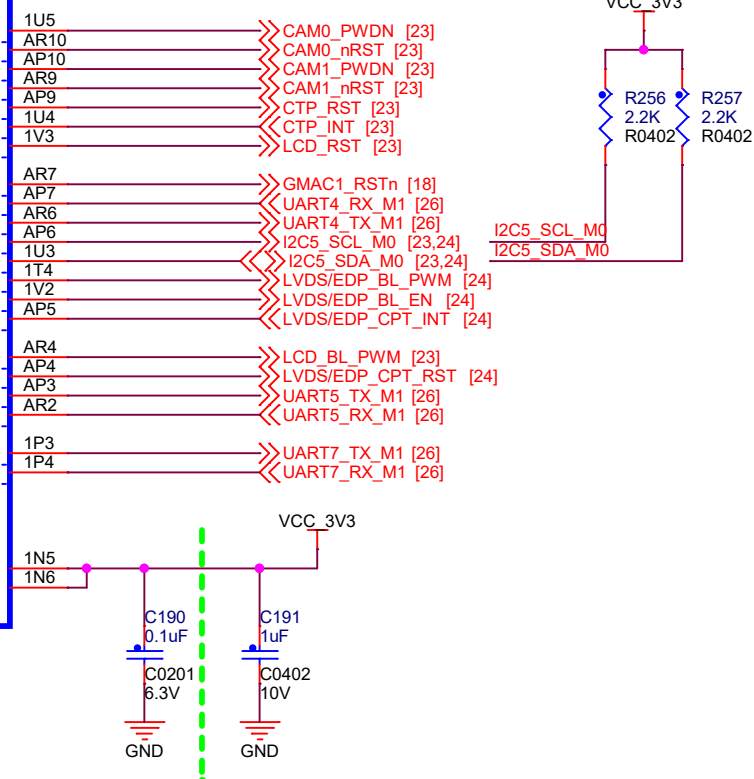 VCC_3V3
1U5 CAM0_PWDN [23]
AR10 CAM0_nRST [23]
AP10 CAM1_PWDN [23]
AR9 CAM1_nRST [23]
AP9 CTP_RST [23]
1U4 CTP_INT [23]
1V3 LCD_RST [23]
R256
2.2K
R0402
R257
2.2K
R0402
AR7 GMAC1_RSTn [18]
AP7 UART4_RX_M1 [26]
AR6 UART4_TX_M1 [26]
AP6 I2C5_SCL_M0 [23,24]
1U3 I2C5_SDA_M0 [23,24]
1T4 LVDS/EDP_BL_PWM [24]
1V2 LVDS/EDP_BL_EN [24]
AP5 LVDS/EDP_CPT_INT [24]
I2C5_SCL_M0
I2C5_SDA_M0
AR4 LCD_BL_PWM [23]
AP4 LVDS/EDP_CPT_RST [24]
AP3 UART5_TX_M1 [26]
AR2 UART5_RX_M1 [26]
1P3 UART7_TX_M1 [26]
1P4 UART7_RX_M1 [26]
VCC_3V3
1N5
1N6
C190
0.1uF
C0201
6.3V
GND
C191
1uF
C0402
10V
GND